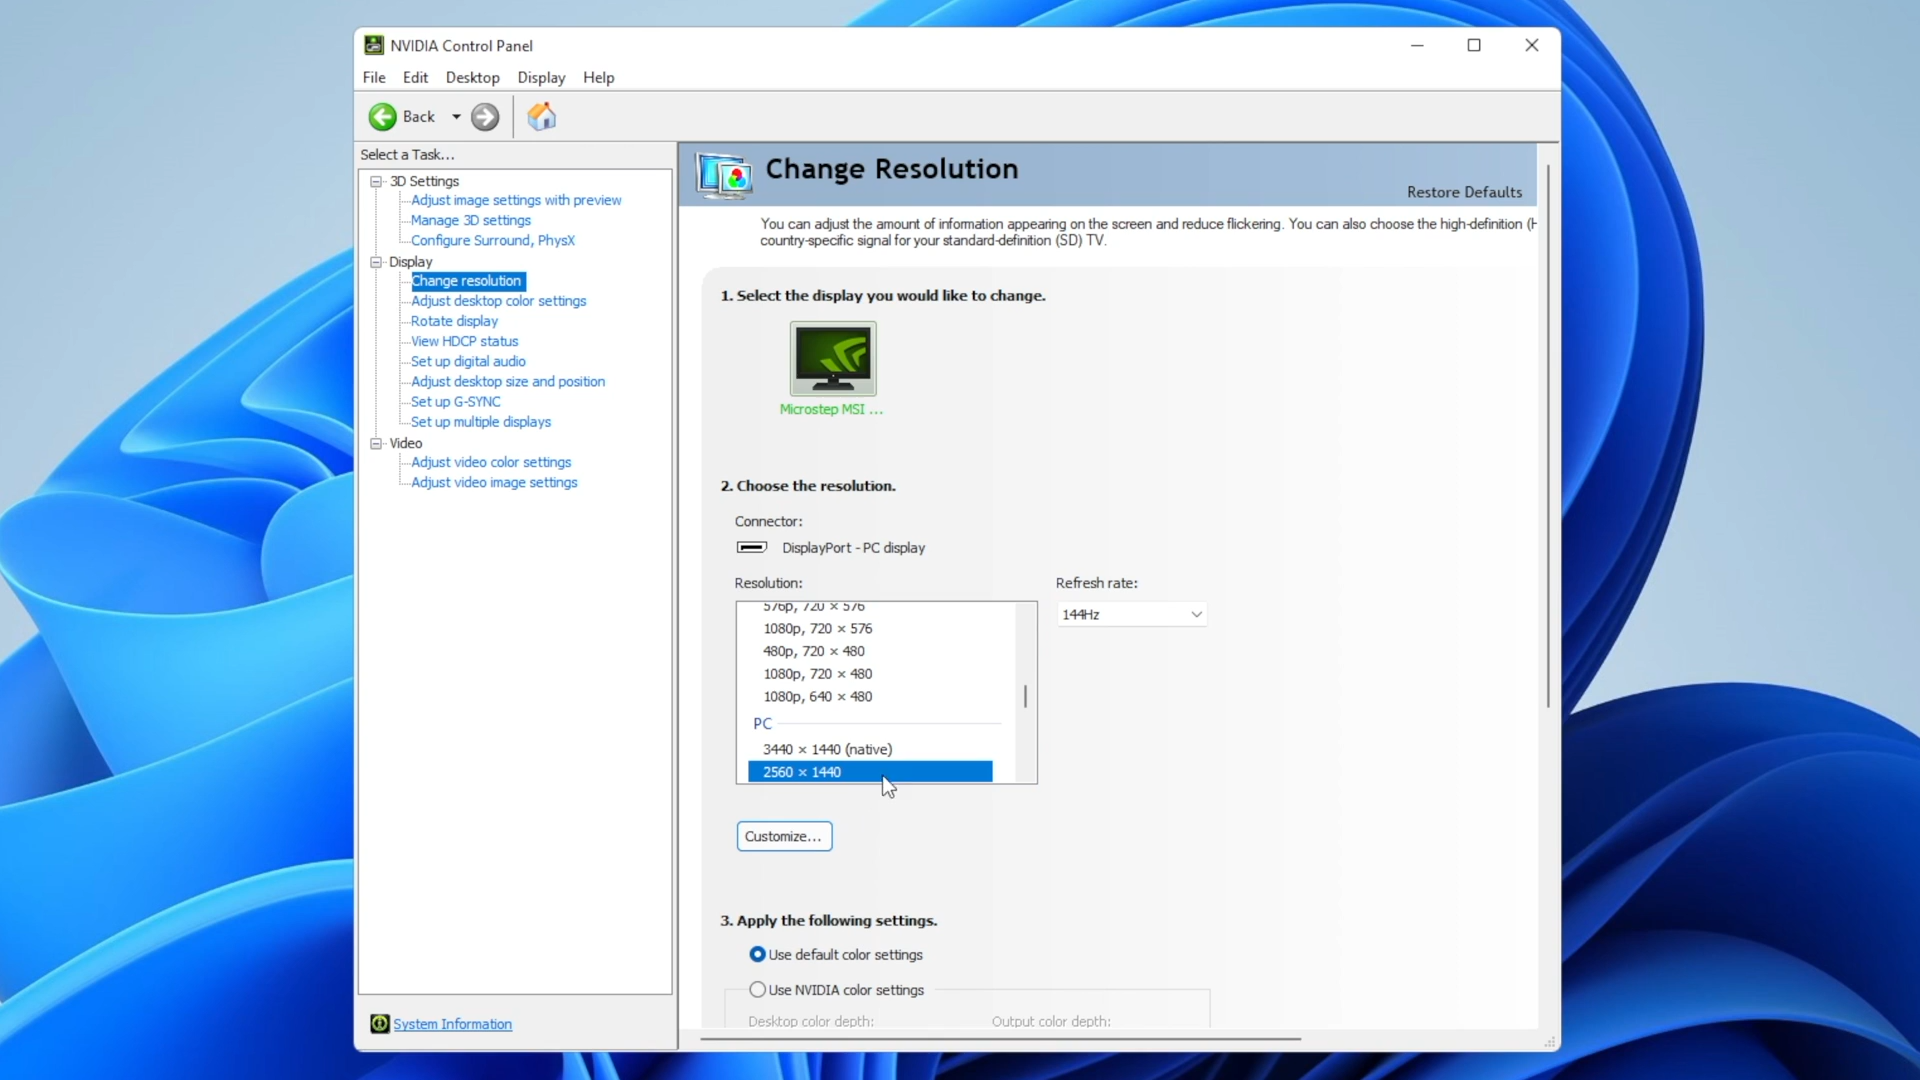 NVIDIA Control Panel
File Edit Desktop Display Help
Back
Select a Task...
3D Settings
Adjust image settings with preview
Manage 3D settings
Configure Surround, PhysX
Display
Change resolution
Adjust desktop color settings
Rotate display
View HDCP status
Set up digital audio
Adjust desktop size and position
Set up G-SYNC
Set up multiple displays
Video
Adjust video color settings
Adjust video image settings
System Information
Change Resolution
Restore Defaults
You can adjust the amount of information appearing on the screen and reduce flickering. You can also choose the high-definition (H
country-specific signal for your standard-definition (SD) TV.
1. Select the display you would like to change.
Microstep MSI ...
2. Choose the resolution.
Connector:
DisplayPort - PC display
Resolution:
Refresh rate:
144Hz
576p, 720 × 576
1080p, 720 × 576
480p, 720 × 480
1080p, 720 × 480
1080p, 640 × 480
PC
3440 × 1440 (native)
2560 × 1440
Customize...
3. Apply the following settings.
Use default color settings
Use NVIDIA color settings
Desktop color depth: Output color depth: